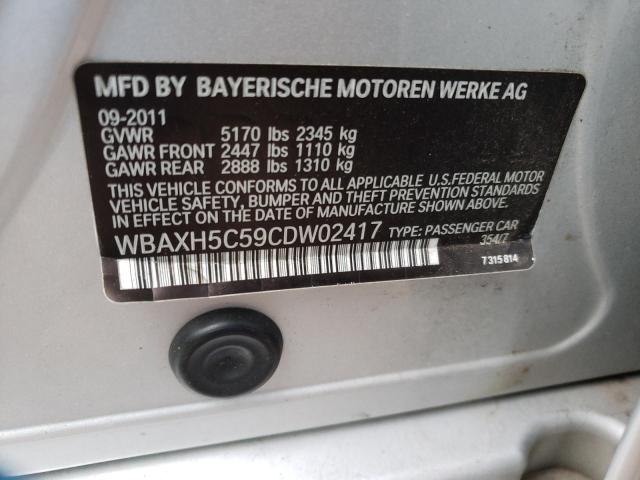 MFD BY BAYERISCHE MOTOREN WERKE AG
09-2011
GVWR 5170 lbs 2345 kg
GAWR FRONT 2447 lbs 1110 kg
GAWR REAR 2888 lbs 1310 kg
THIS VEHICLE CONFORMS TO ALL APPLICABLE U.S.FEDERAL MOTOR
VEHICLE SAFETY, BUMPER AND THEFT PREVENTION STANDARDS
IN EFFECT ON THE DATE OF MANUFACTURE SHOWN
ABOVE.
WBAXH5C59CDW02417 TYPE: PASSENGER CAR
354/7
7315814